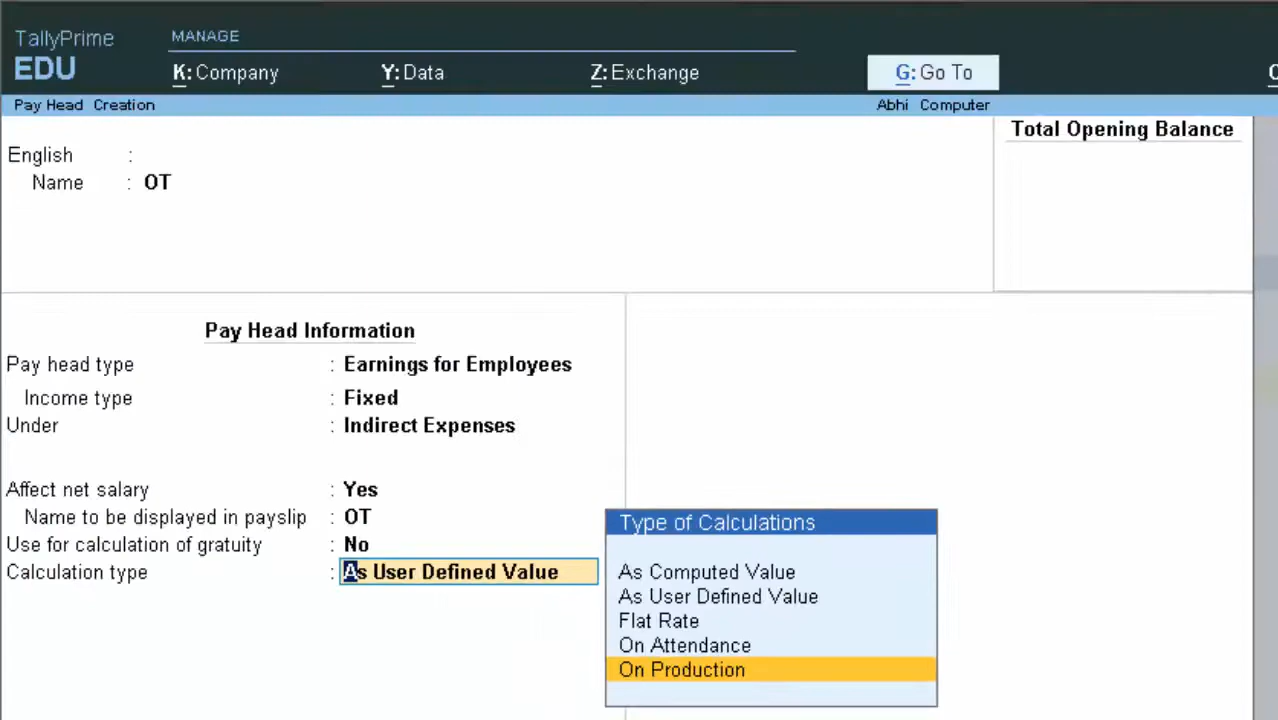 TallyPrime
EDU
MANAGE
K:Company
Y:Data
Z:Exchange
G:Go To
Pay Head Creation
Abhi Computer
Total Opening Balance
English :
Name : OT
Pay Head Information
Pay head type : Earnings for Employees
Income type : Fixed
Under : Indirect Expenses
Affect net salary : Yes
Name to be displayed in payslip : OT
Use for calculation of gratuity : No
Calculation type : As User Defined Value
Type of Calculations
As Computed Value
As User Defined Value
Flat Rate
On Attendance
On Production